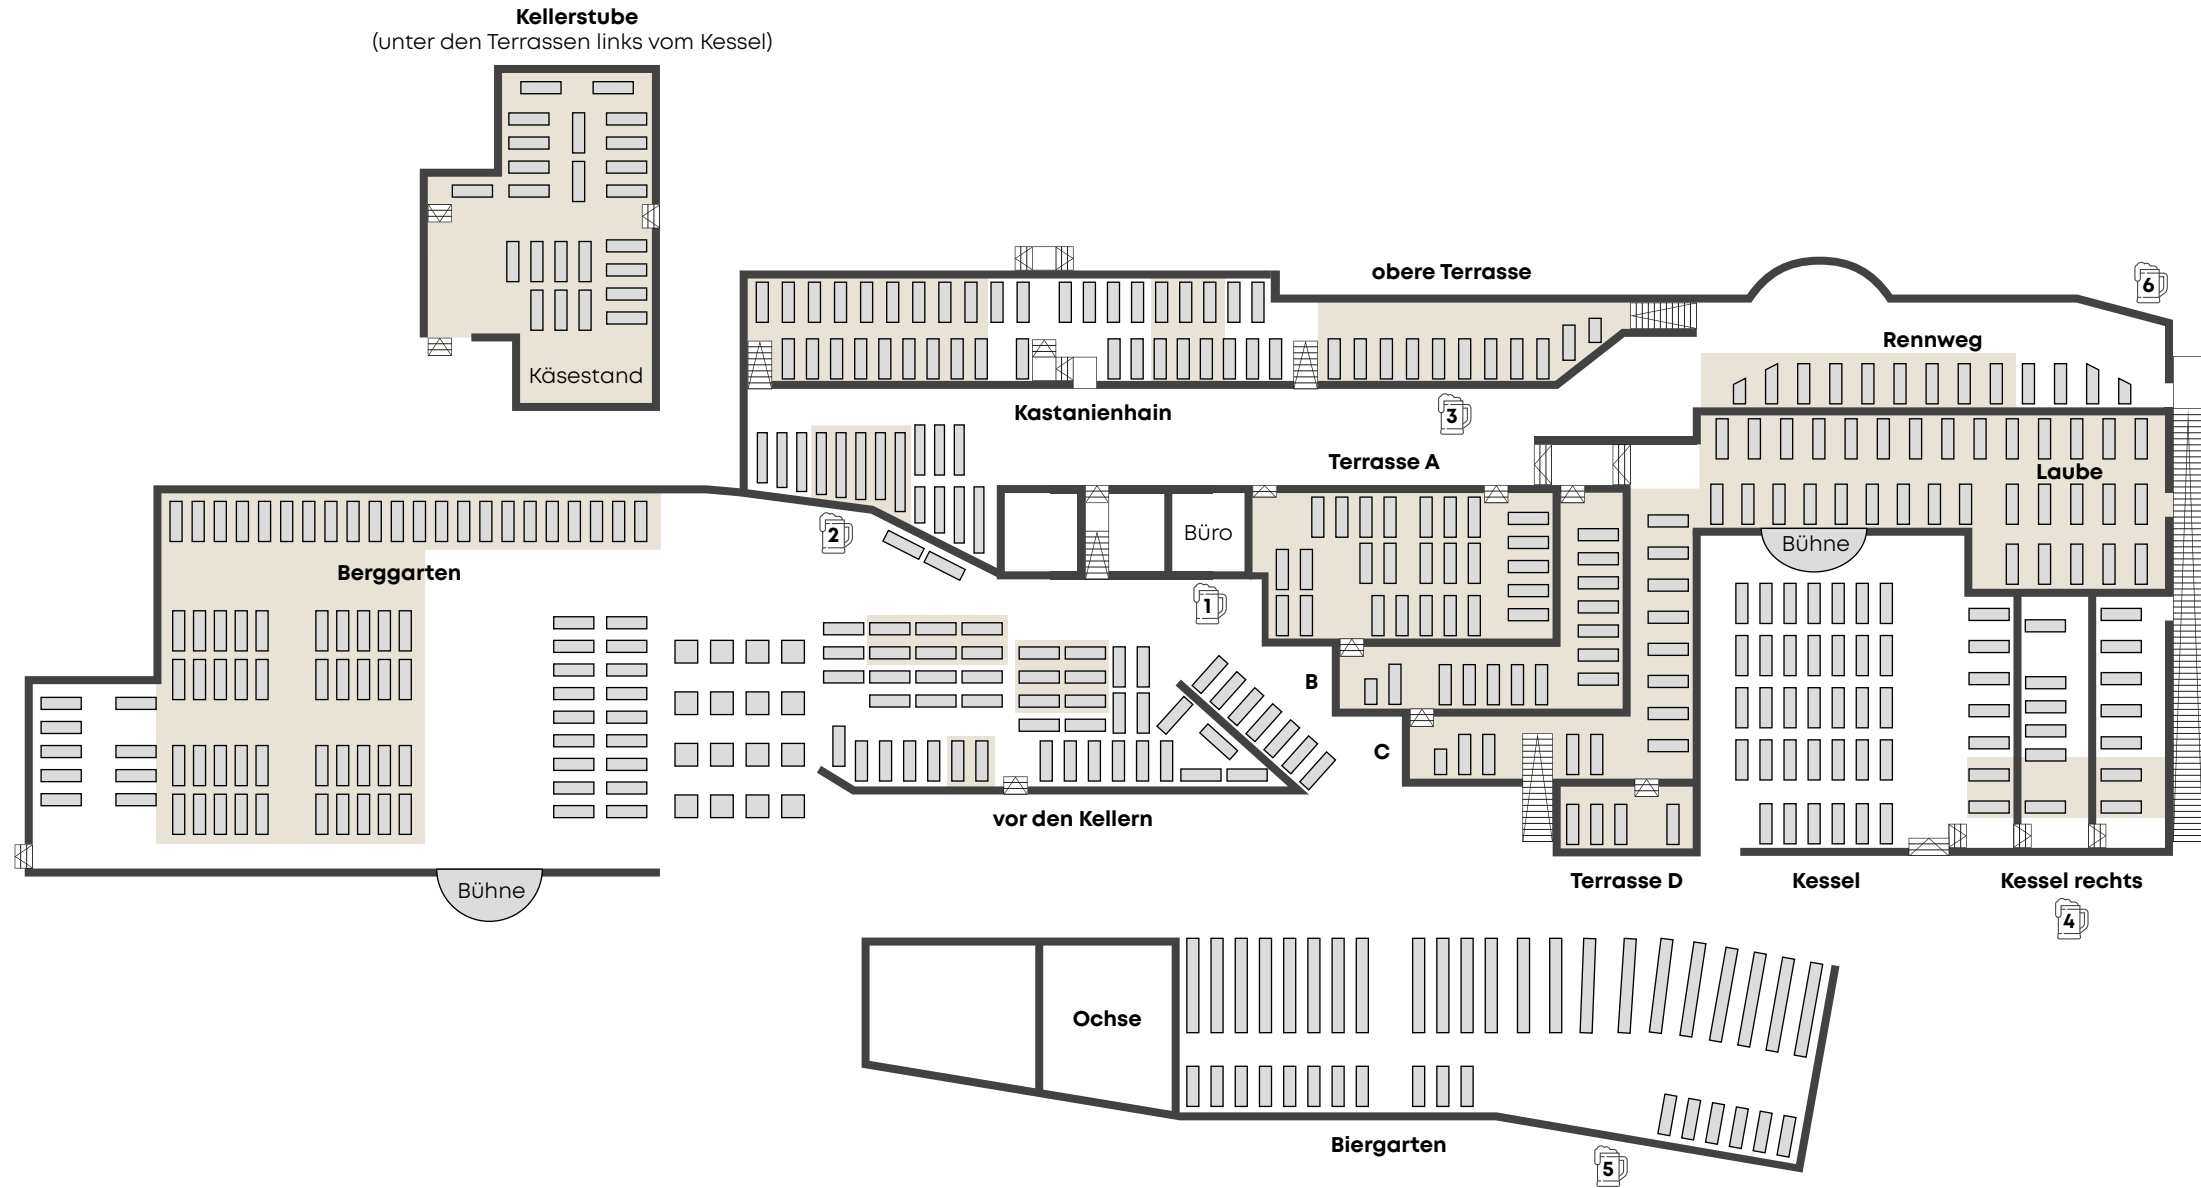 Kellerstube
(unter den Terrassen links vom Kessel)
Käsestand
obere Terrasse
6
Rennweg
Kastanienhain
3
Terrasse A
Laube
2
Büro
Bühne
Berggarten
1
B
C
vor den Kellern
Bühne
Terrasse D
Kessel
Kessel rechts
4
Ochse
Biergarten
5